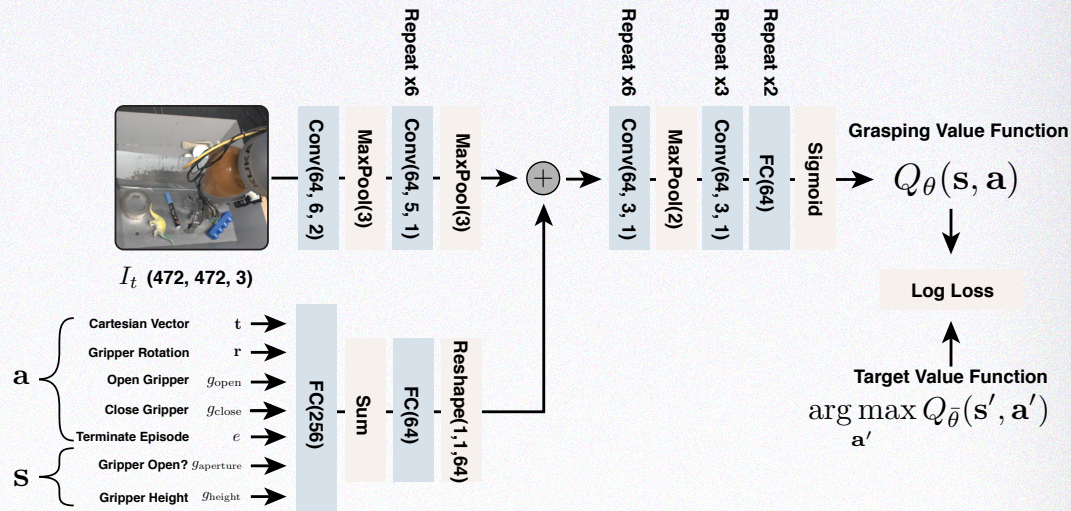 Repeat x6
Repeat x6
Repeat x3
Repeat x2
Conv(64, 6, 2)
MaxPool(3)
Conv(64, 5, 1)
MaxPool(3)
+
Conv(64, 3, 1)
MaxPool(2)
Conv(64, 3, 1)
FC(64)
Sigmoid
Grasping Value Function
Q_θ(s, a)
I_t (472, 472, 3)
Log Loss
Target Value Function
arg max Q_θ̄(s′, a′)
a′
a
Cartesian Vector t
Gripper Rotation r
Open Gripper g_open
Close Gripper g_close
Terminate Episode e
s
Gripper Open? g_aperture
Gripper Height g_height
FC(256)
Sum
FC(64)
Reshape(1,1,64)